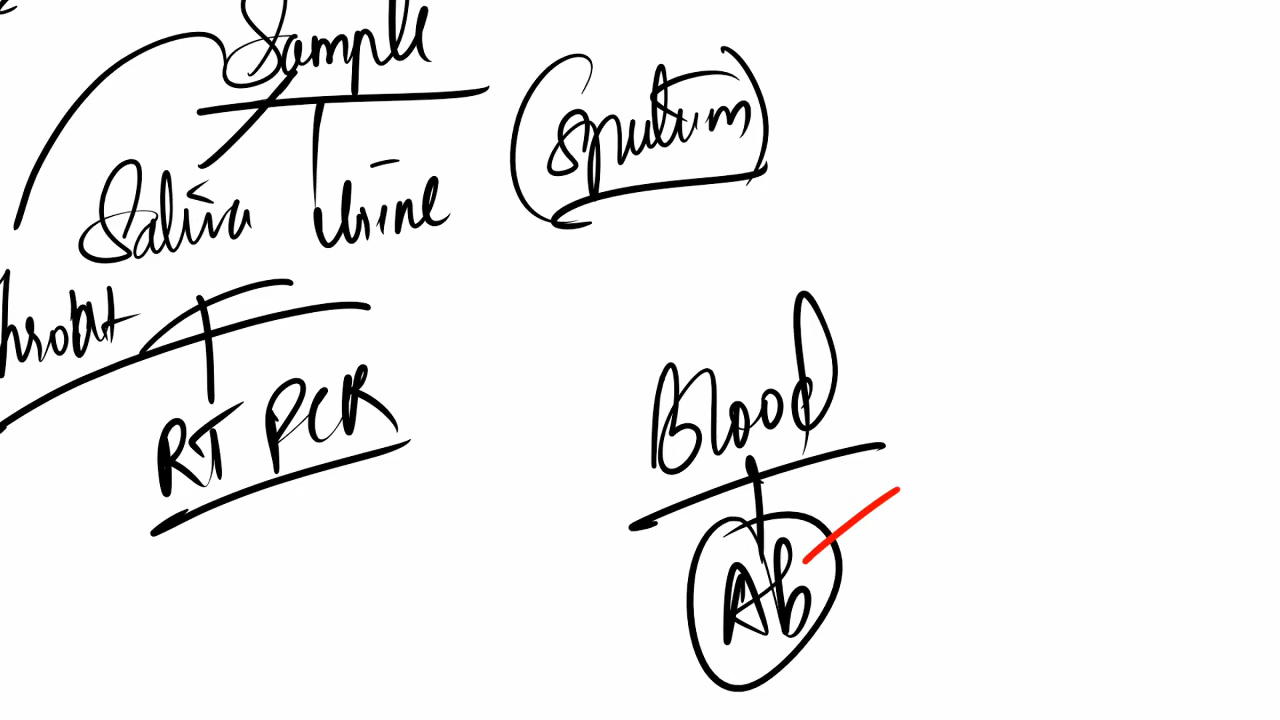 Sample
(Sputum)
Saliva Urine
hroat
RT PCR
Blood
Ab